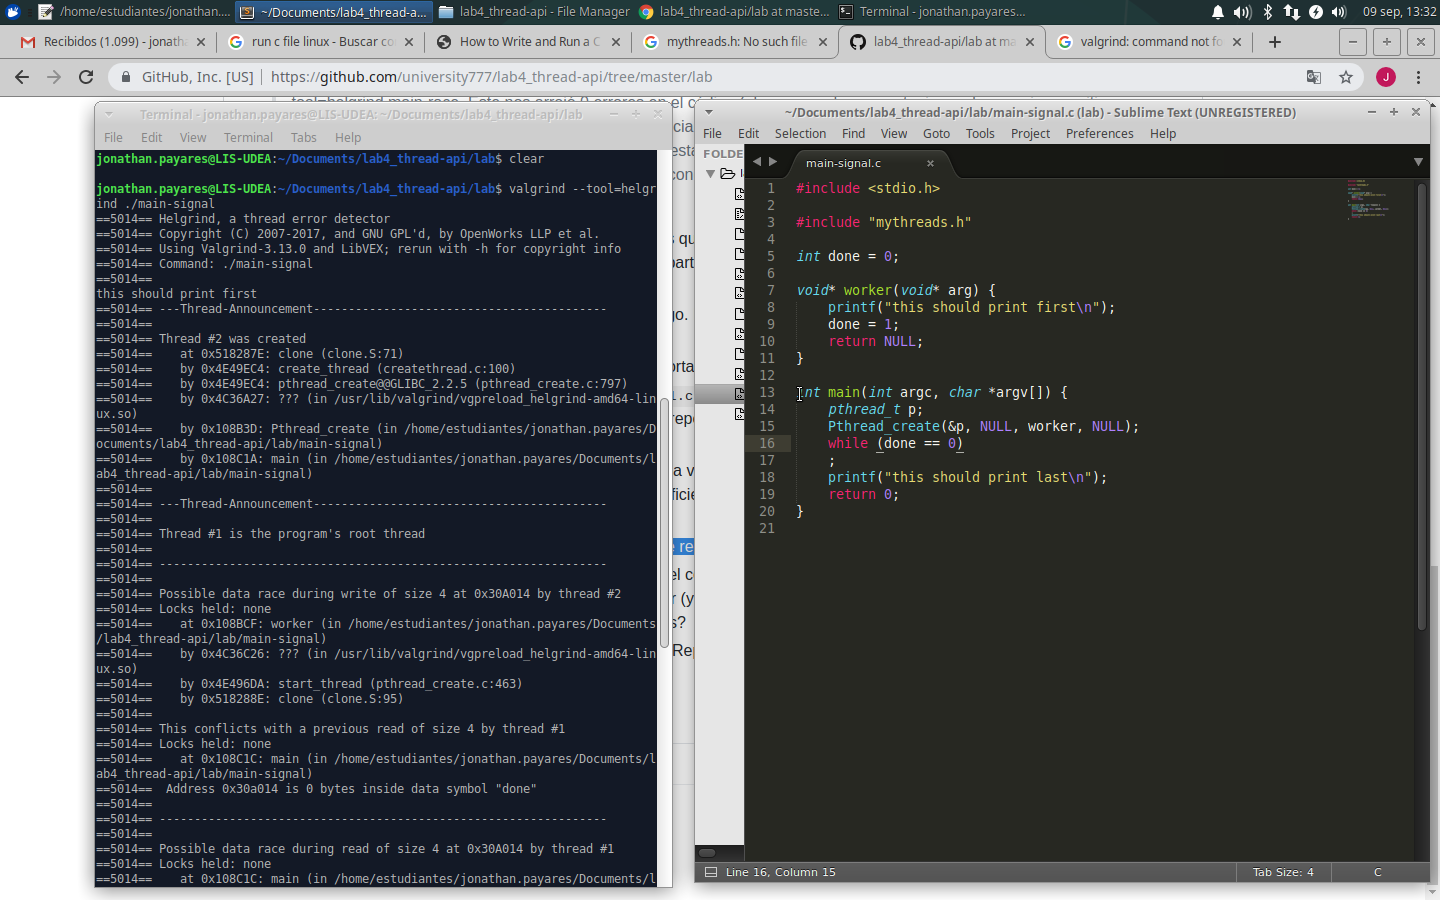 /home/estudiantes/jonathan....
~/Documents/lab4_thread-a...
lab4_thread-api - File Manager
lab4_thread-api/lab at maste...
Terminal - jonathan.payares...
09 sep, 13:32
Recibidos (1.099) - jonath
run c file linux - Buscar co
How to Write and Run a C
mythreads.h: No such file
lab4_thread-api/lab at ma
valgrind: command not fo
GitHub, Inc. [US]
https://github.com/university777/lab4_thread-api/tree/master/lab
J
Terminal - jonathan.payares@LIS-UDEA:~/Documents/lab4_thread-api/lab
File Edit View Terminal Tabs Help
jonathan.payares@LIS-UDEA:~/Documents/lab4_thread-api/lab$ clear
jonathan.payares@LIS-UDEA:~/Documents/lab4_thread-api/lab$ valgrind --tool=helgr
ind ./main-signal
==5014== Helgrind, a thread error detector
==5014== Copyright (C) 2007-2017, and GNU GPL'd, by OpenWorks LLP et al.
==5014== Using Valgrind-3.13.0 and LibVEX; rerun with -h for copyright info
==5014== Command: ./main-signal
==5014==
this should print first
==5014== ---Thread-Announcement------------------------------------------
==5014==
==5014== Thread #2 was created
==5014==    at 0x518287E: clone (clone.S:71)
==5014==    by 0x4E49EC4: create_thread (createthread.c:100)
==5014==    by 0x4E49EC4: pthread_create@@GLIBC_2.2.5 (pthread_create.c:797)
==5014==    by 0x4C36A27: ??? (in /usr/lib/valgrind/vgpreload_helgrind-amd64-lin
ux.so)
==5014==    by 0x108B3D: Pthread_create (in /home/estudiantes/jonathan.payares/D
ocuments/lab4_thread-api/lab/main-signal)
==5014==    by 0x108C1A: main (in /home/estudiantes/jonathan.payares/Documents/l
ab4_thread-api/lab/main-signal)
==5014==
==5014== ---Thread-Announcement------------------------------------------
==5014==
==5014== Thread #1 is the program's root thread
==5014==
==5014== ----------------------------------------------------------------
==5014==
==5014== Possible data race during write of size 4 at 0x30A014 by thread #2
==5014== Locks held: none
==5014==    at 0x108BCF: worker (in /home/estudiantes/jonathan.payares/Documents
/lab4_thread-api/lab/main-signal)
==5014==    by 0x4C36C26: ??? (in /usr/lib/valgrind/vgpreload_helgrind-amd64-lin
ux.so)
==5014==    by 0x4E496DA: start_thread (pthread_create.c:463)
==5014==    by 0x518288E: clone (clone.S:95)
==5014==
==5014== This conflicts with a previous read of size 4 by thread #1
==5014== Locks held: none
==5014==    at 0x108C1C: main (in /home/estudiantes/jonathan.payares/Documents/l
ab4_thread-api/lab/main-signal)
==5014==  Address 0x30a014 is 0 bytes inside data symbol "done"
==5014==
==5014== ----------------------------------------------------------------
==5014==
==5014== Possible data race during read of size 4 at 0x30A014 by thread #1
==5014== Locks held: none
==5014==    at 0x108C1C: main (in /home/estudiantes/jonathan.payares/Documents/l
~/Documents/lab4_thread-api/lab/main-signal.c (lab) - Sublime Text (UNREGISTERED)
File Edit Selection Find View Goto Tools Project Preferences Help
FOLDE
main-signal.c
1 #include <stdio.h>
2
3 #include "mythreads.h"
4
5 int done = 0;
6
7 void* worker(void* arg) {
8     printf("this should print first\n");
9     done = 1;
10     return NULL;
11 }
12
13 int main(int argc, char *argv[]) {
14     pthread_t p;
15     Pthread_create(&p, NULL, worker, NULL);
16     while (done == 0)
17     ;
18     printf("this should print last\n");
19     return 0;
20 }
21
Line 16, Column 15
Tab Size: 4
C